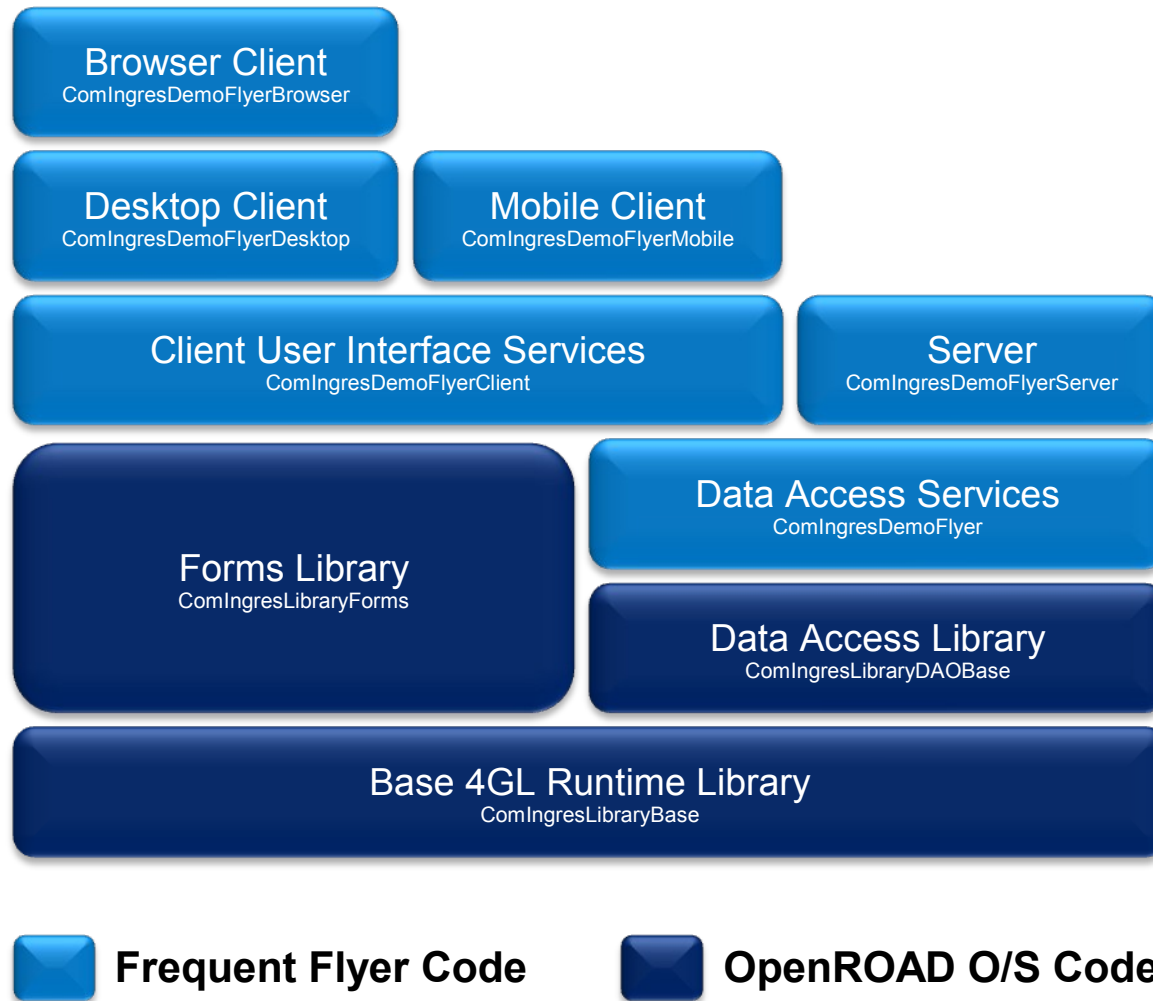 Browser Client
ComIngresDemoFlyerBrowser
Desktop Client
ComIngresDemoFlyerDesktop
Mobile Client
ComIngresDemoFlyerMobile
Client User Interface Services
ComIngresDemoFlyerClient
Server
ComIngresDemoFlyerServer
Forms Library
ComIngresLibraryForms
Data Access Services
ComIngresDemoFlyer
Data Access Library
ComIngresLibraryDAOBase
Base 4GL Runtime Library
ComIngresLibraryBase
Frequent Flyer Code
OpenROAD O/S Code